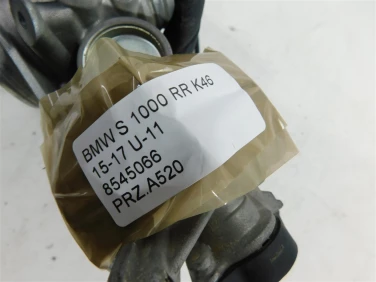 BMW S 1000 RR K46
15-17 U-11
8545066
PRZ.A520